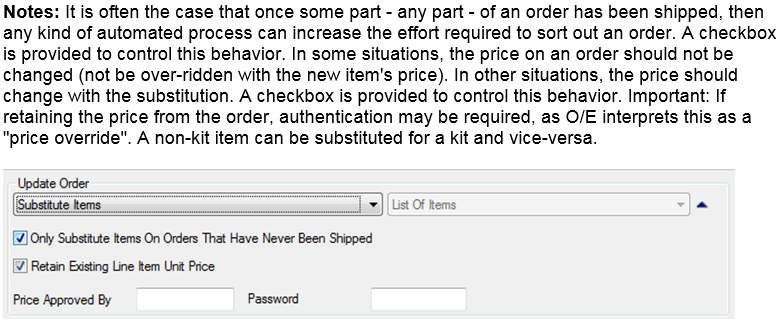 Notes: It is often the case that once some part - any part - of an order has been shipped, then
any kind of automated process can increase the effort required to sort out an order. A checkbox
is provided to control this behavior. In some situations, the price on an order should not be
changed (not be over-ridden with the new item's price). In other situations, the price should
change with the substitution. A checkbox is provided to control this behavior. Important: If
retaining the price from the order, authentication may be required, as O/E interprets this as a
"price override". A non-kit item can be substituted for a kit and vice-versa.
Update Order
Substitute Items List Of Items
Only Substitute Items On Orders That Have Never Been Shipped
Retain Existing Line Item Unit Price
Price Approved By Password